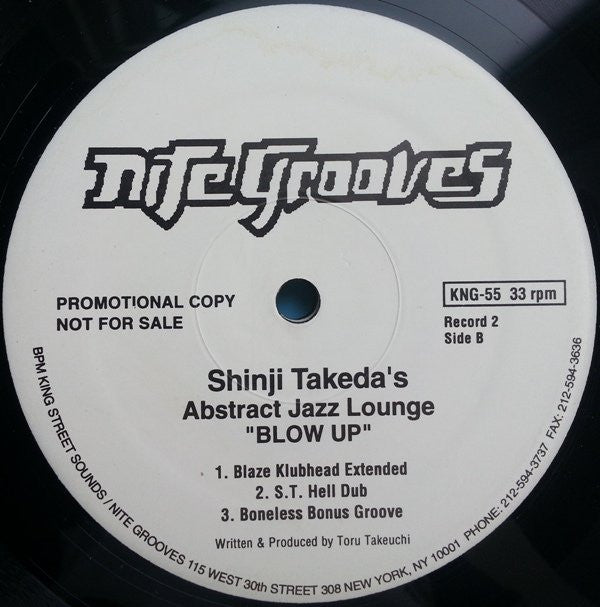 NiTeGrooves
PROMOTIONAL COPY
NOT FOR SALE
KNG-55 33 rpm
Record 2
Side B
Shinji Takeda's
Abstract Jazz Lounge
"BLOW UP"
1. Blaze Klubhead Extended
2. S.T. Hell Dub
3. Boneless Bonus Groove
Written & Produced by Toru Takeuchi
BPM KING STREET SOUNDS / NITE GROOVES 115 WEST 30th STREET 308 NEW YORK, NY 10001 PHONE: 212-594-3737 FAX: 212-594-3636